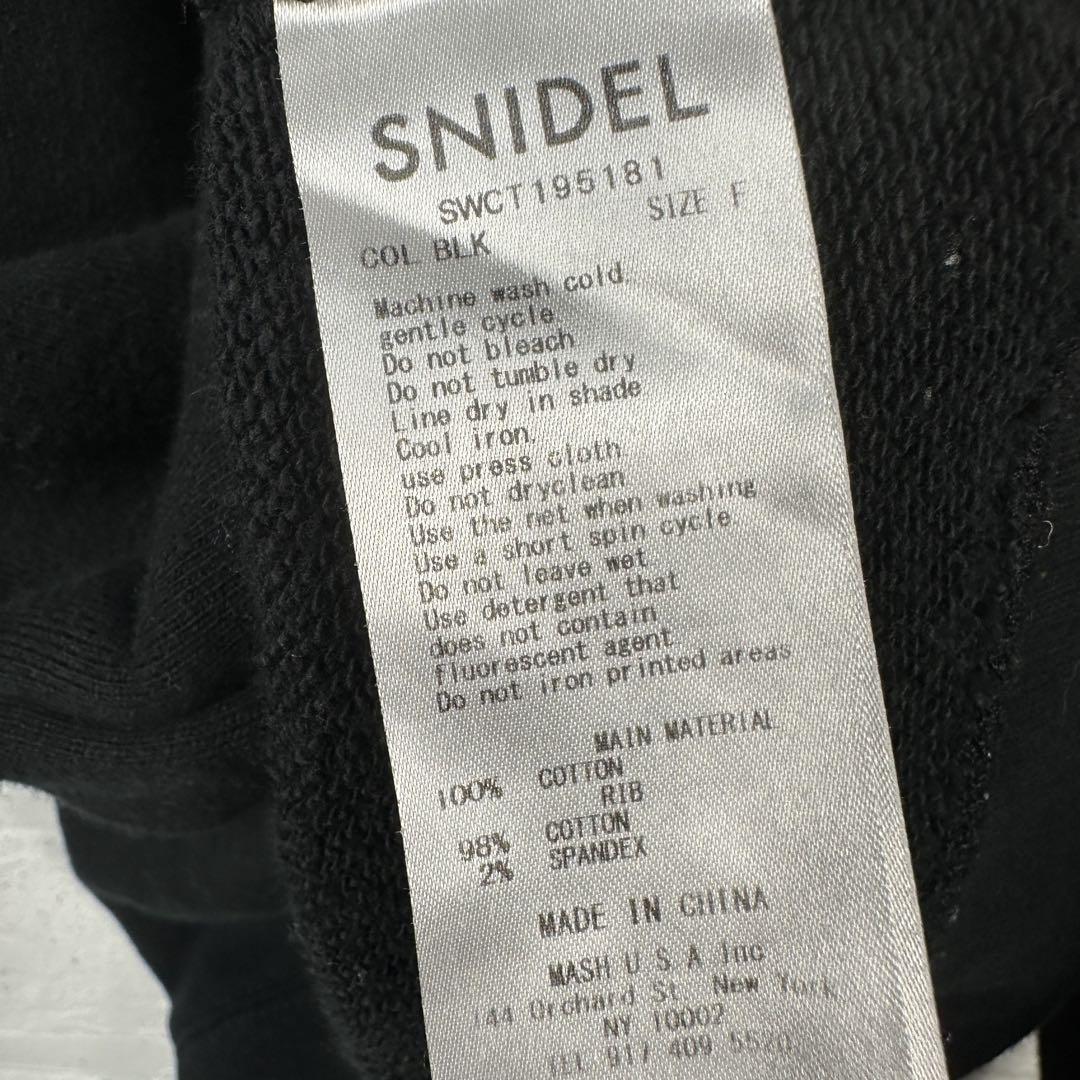 SNIDEL
SWCT195181
COL BLK SIZE F
Machine wash cold
gentle cycle
Do not bleach
Do not tumble dry
Line dry in shade
Cool iron.
use press cloth
Do not dryclean
Use the net when washing
Use a short spin cycle
Do not leave wet
Use detergent that
does not contain
fluorescent agent
Do not iron printed areas
MAIN MATERIAL
100% COTTON
RIB
98% COTTON
2% SPANDEX
MADE IN CHINA
MASH U S A Inc
144 Orchard St. New York
NY 10002
TEL 917 409 5520